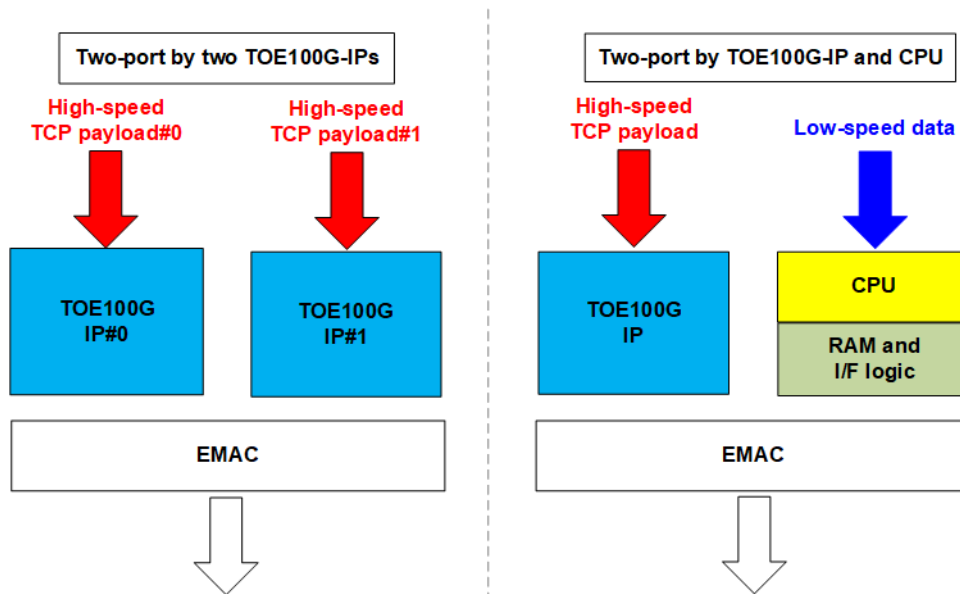 Two-port by two TOE100G-IPs
High-speed
TCP payload#0
High-speed
TCP payload#1
TOE100G
IP#0
TOE100G
IP#1
EMAC
Two-port by TOE100G-IP and CPU
High-speed
TCP payload
Low-speed data
TOE100G
IP
CPU
RAM and
I/F logic
EMAC